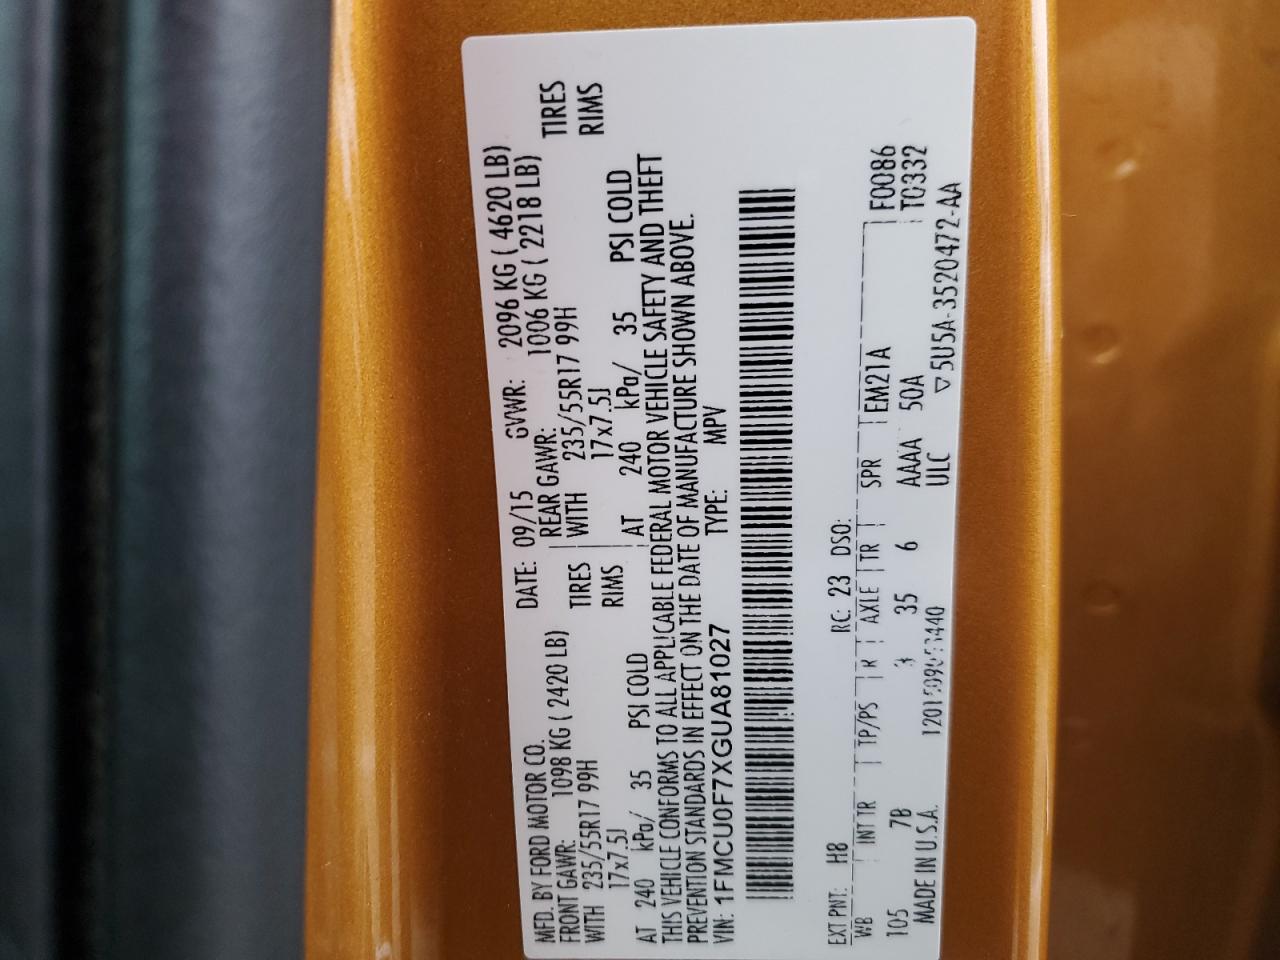 MFD. BY FORD MOTOR CO. DATE: 09/15 GVWR: 2096 KG ( 4620 LB)
FRONT GAWR: 1098 KG ( 2420 LB) REAR GAWR: 1006 KG ( 2218 LB)
WITH 235/55R17 99H TIRES WITH 235/55R17 99H TIRES
17x7.5J RIMS 17x7.5J RIMS
AT 240 kPa/ 35 PSI COLD AT 240 kPa/ 35 PSI COLD
THIS VEHICLE CONFORMS TO ALL APPLICABLE FEDERAL MOTOR VEHICLE SAFETY AND THEFT
PREVENTION STANDARDS IN EFFECT ON THE DATE OF MANUFACTURE SHOWN ABOVE.
VIN: 1FMCU0F7XGUA81027 TYPE: MPV
EXT PNT: H8 RC: 23 DSO:
WB INT TR TP/PS R AXLE TR SPR EM21A F0086
105 7B 3 35 6 AAAA 50A T0332
MADE IN U.S.A. ULC ▽5U5A-3520472-AA